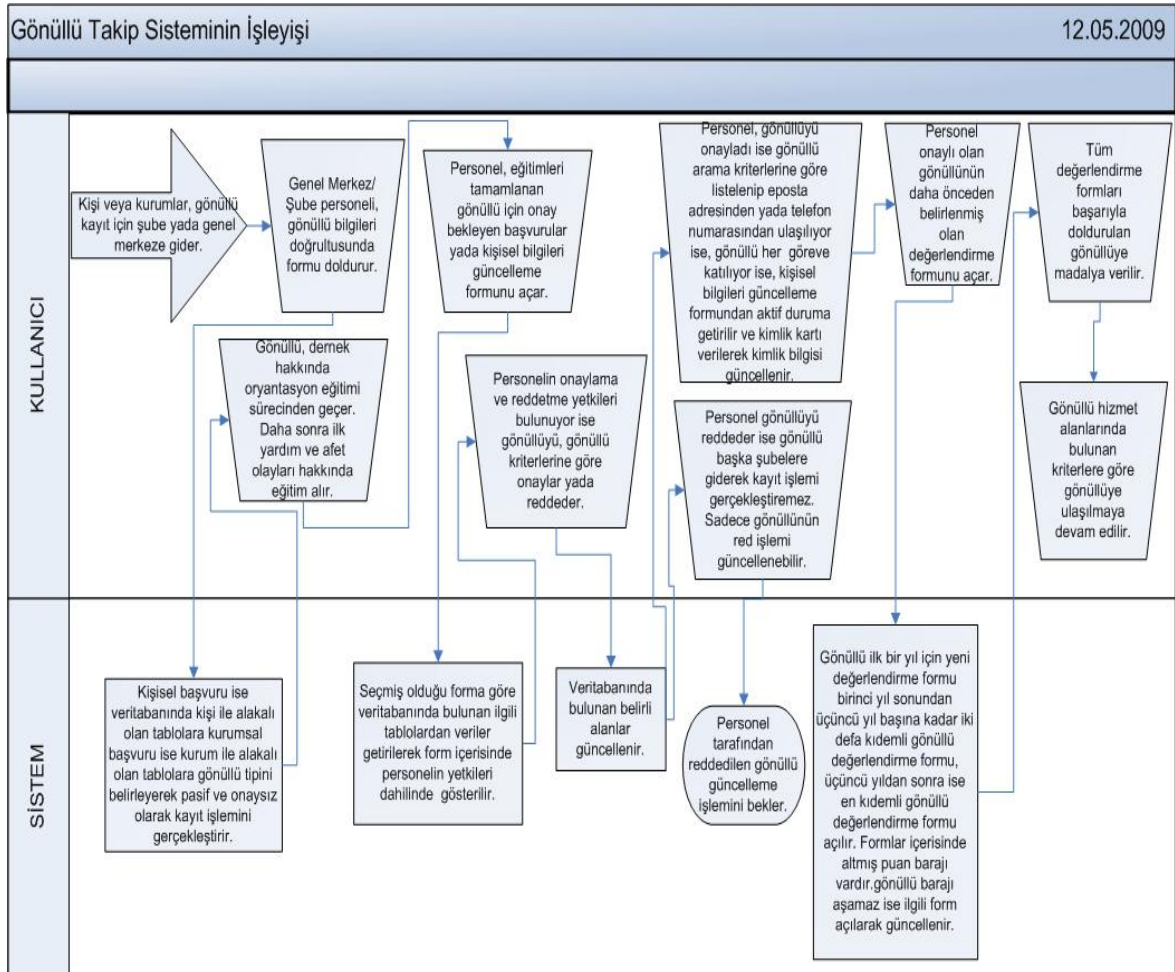 Gönüllü Takip Sisteminin İşleyişi
12.05.2009
KULLANICI
Kişi veya kurumlar, gönüllü
kayıt için şube yada genel
merkeze gider.
Genel Merkez/
Şube personeli,
gönüllü bilgileri
doğrultusunda
formu doldurur.
Gönüllü, dernek
hakkında
oryantasyon eğitimi
sürecinden geçer.
Daha sonra ilk
yardım ve afet
olayları hakkında
eğitim alır.
Personel, eğitimleri
tamamlanan
gönüllü için onay
bekleyen başvurular
yada kişisel bilgileri
güncelleme
formunu açar.
Personelin onaylama
ve reddetme yetkileri
bulunuyor ise
gönüllüyü, gönüllü
kriterlerine göre
onaylar yada
reddeder.
Personel, gönüllüyü
onayladı ise gönüllü
arama kriterlerine göre
listelenip eposta
adresinden yada telefon
numarasından ulaşılıyor
ise, gönüllü her göreve
katılıyor ise, kişisel
bilgileri güncelleme
formundan aktif duruma
getirilir ve kimlik kartı
verilerek kimlik bilgisi
güncellenir.
Personel gönüllüyü
reddeder ise gönüllü
başka şubelere
giderek kayıt işlemi
gerçekleştiremez.
Sadece gönüllünün
red işlemi
güncellenebilir.
Personel
onaylı olan
gönüllünün
daha önceden
belirlenmiş
olan
değerlendirme
formunu açar.
Tüm
değerlendirme
formları
başarıyla
doldurulan
gönüllüye
madalya verilir.
Gönüllü hizmet
alanlarında
bulunan
kriterlere göre
gönüllüye
ulaşılmaya
devam edilir.
SİSTEM
Kişisel başvuru ise
veritabanında kişi ile alakalı
olan tablolara kurumsal
başvuru ise kurum ile alakalı
olan tablolara gönüllü tipini
belirleyerek pasif ve onaysız
olarak kayıt işlemini
gerçekleştirir.
Seçmiş olduğu forma göre
veritabanında bulunan ilgili
tablolardan veriler
getirilerek form içerisinde
personelin yetkileri
dahilinde gösterilir.
Veritabanında
bulunan belirli
alanlar
güncellenir.
Personel
tarafından
reddedilen gönüllü
güncelleme
işlemini bekler.
Gönüllü ilk bir yıl için yeni
değerlendirme formu
birinci yıl sonundan
üçüncü yıl başına kadar iki
defa kıdemli gönüllü
değerlendirme formu,
üçüncü yıldan sonra ise
en kıdemli gönüllü
değerlendirme formu
açılır. Formlar içerisinde
altmış puan barajı
vardır.gönüllü barajı
aşamaz ise ilgili form
açılarak güncellenir.